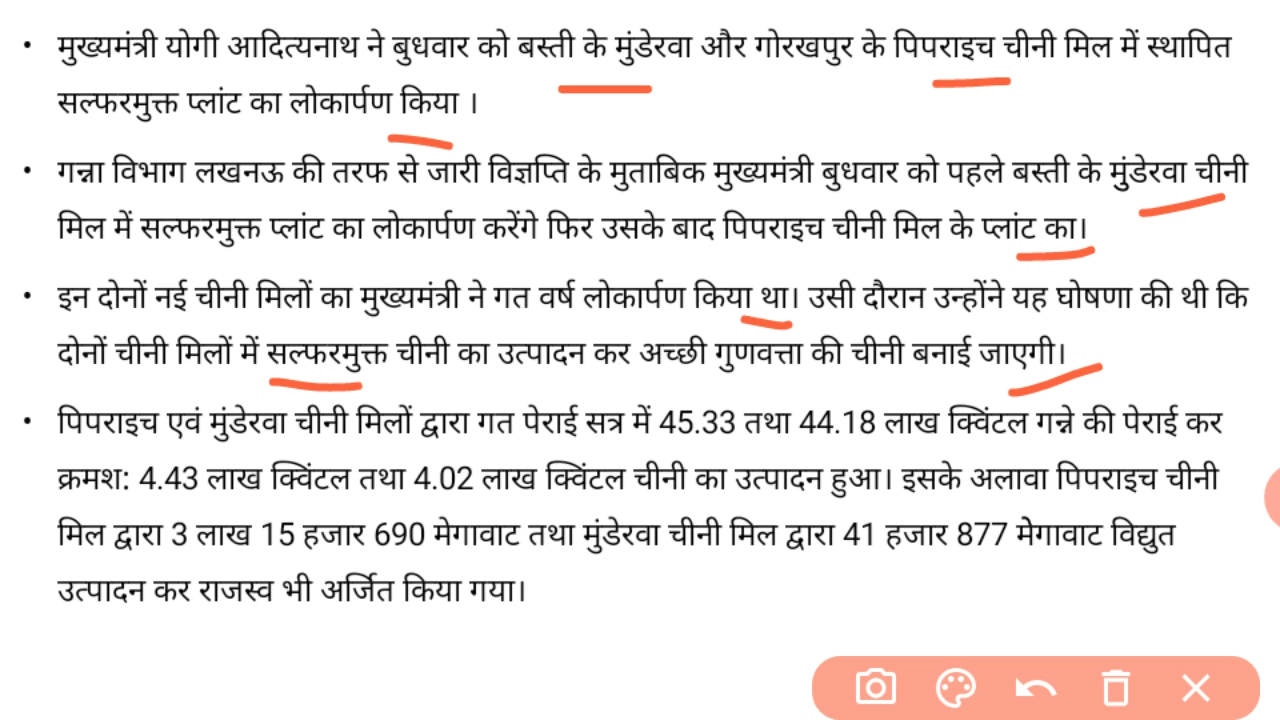 • मुख्यमंत्री योगी आदित्यनाथ ने बुधवार को बस्ती के मुंडेरवा और गोरखपुर के पिपराइच चीनी मिल में स्थापित
सल्फरमुक्त प्लांट का लोकार्पण किया ।
• गन्ना विभाग लखनऊ की तरफ से जारी विज्ञप्ति के मुताबिक मुख्यमंत्री बुधवार को पहले बस्ती के मुंडेरवा चीनी
मिल में सल्फरमुक्त प्लांट का लोकार्पण करेंगे फिर उसके बाद पिपराइच चीनी मिल के प्लांट का।
• इन दोनों नई चीनी मिलों का मुख्यमंत्री ने गत वर्ष लोकार्पण किया था। उसी दौरान उन्होंने यह घोषणा की थी कि
दोनों चीनी मिलों में सल्फरमुक्त चीनी का उत्पादन कर अच्छी गुणवत्ता की चीनी बनाई जाएगी।
• पिपराइच एवं मुंडेरवा चीनी मिलों द्वारा गत पेराई सत्र में 45.33 तथा 44.18 लाख क्विंटल गन्ने की पेराई कर
क्रमश: 4.43 लाख क्विंटल तथा 4.02 लाख क्विंटल चीनी का उत्पादन हुआ। इसके अलावा पिपराइच चीनी
मिल द्वारा 3 लाख 15 हजार 690 मेगावाट तथा मुंडेरवा चीनी मिल द्वारा 41 हजार 877 मेगावाट विद्युत
उत्पादन कर राजस्व भी अर्जित किया गया।